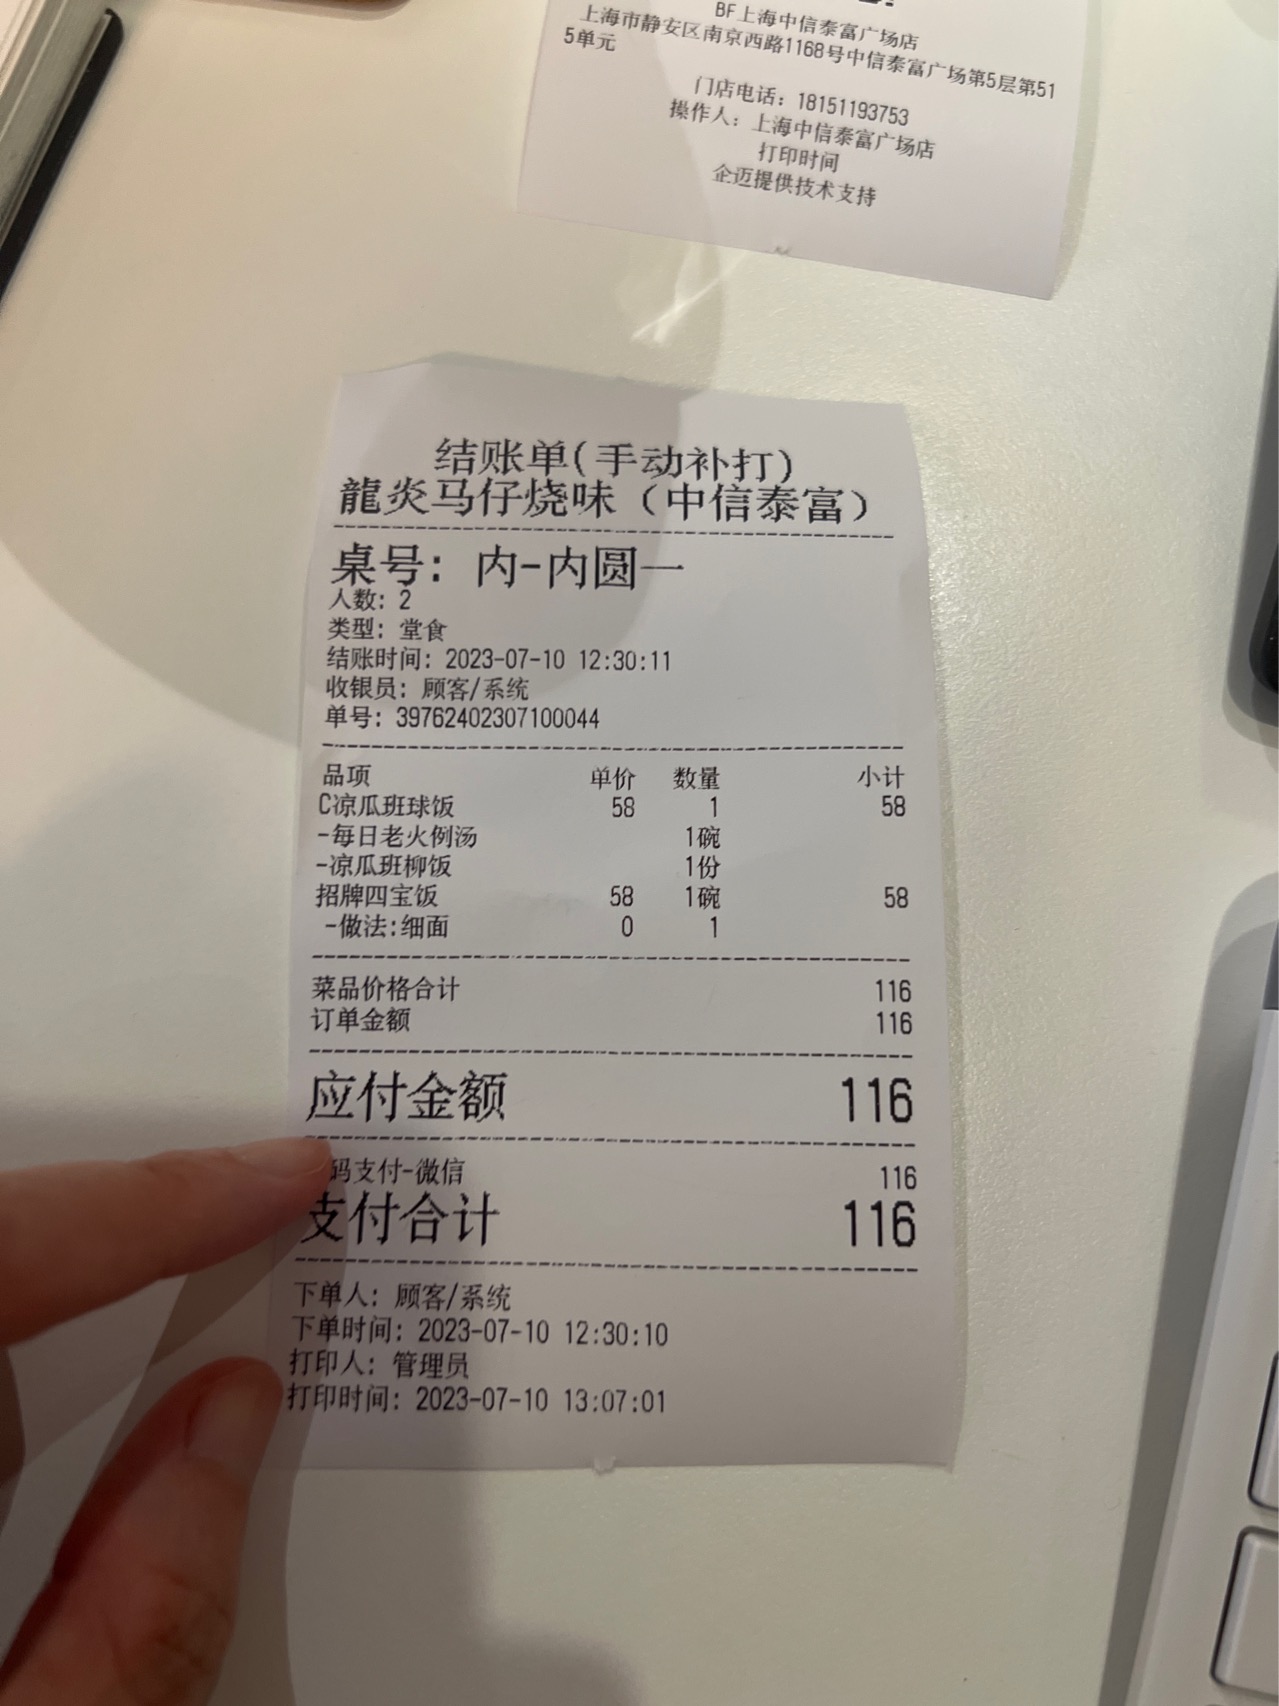 BF上海中信泰富广场店
上海市静安区南京西路1168号中信泰富广场第5层第51
5单元
门店电话：18151193753
操作人：上海中信泰富广场店
打印时间
企迈提供技术支持
结账单(手动补打)
龍炎马仔烧味（中信泰富）
桌号：内-内圆一
人数：2
类型：堂食
结账时间：2023-07-10 12:30:11
收银员：顾客/系统
单号：39762402307100044
品项 单价 数量 小计
C凉瓜班球饭 58 1 58
-每日老火例汤 1碗
-凉瓜班柳饭 1份
招牌四宝饭 58 1碗 58
-做法:细面 0 1
菜品价格合计 116
订单金额 116
应付金额 116
码支付-微信 116
支付合计 116
下单人：顾客/系统
下单时间：2023-07-10 12:30:10
打印人：管理员
打印时间：2023-07-10 13:07:01